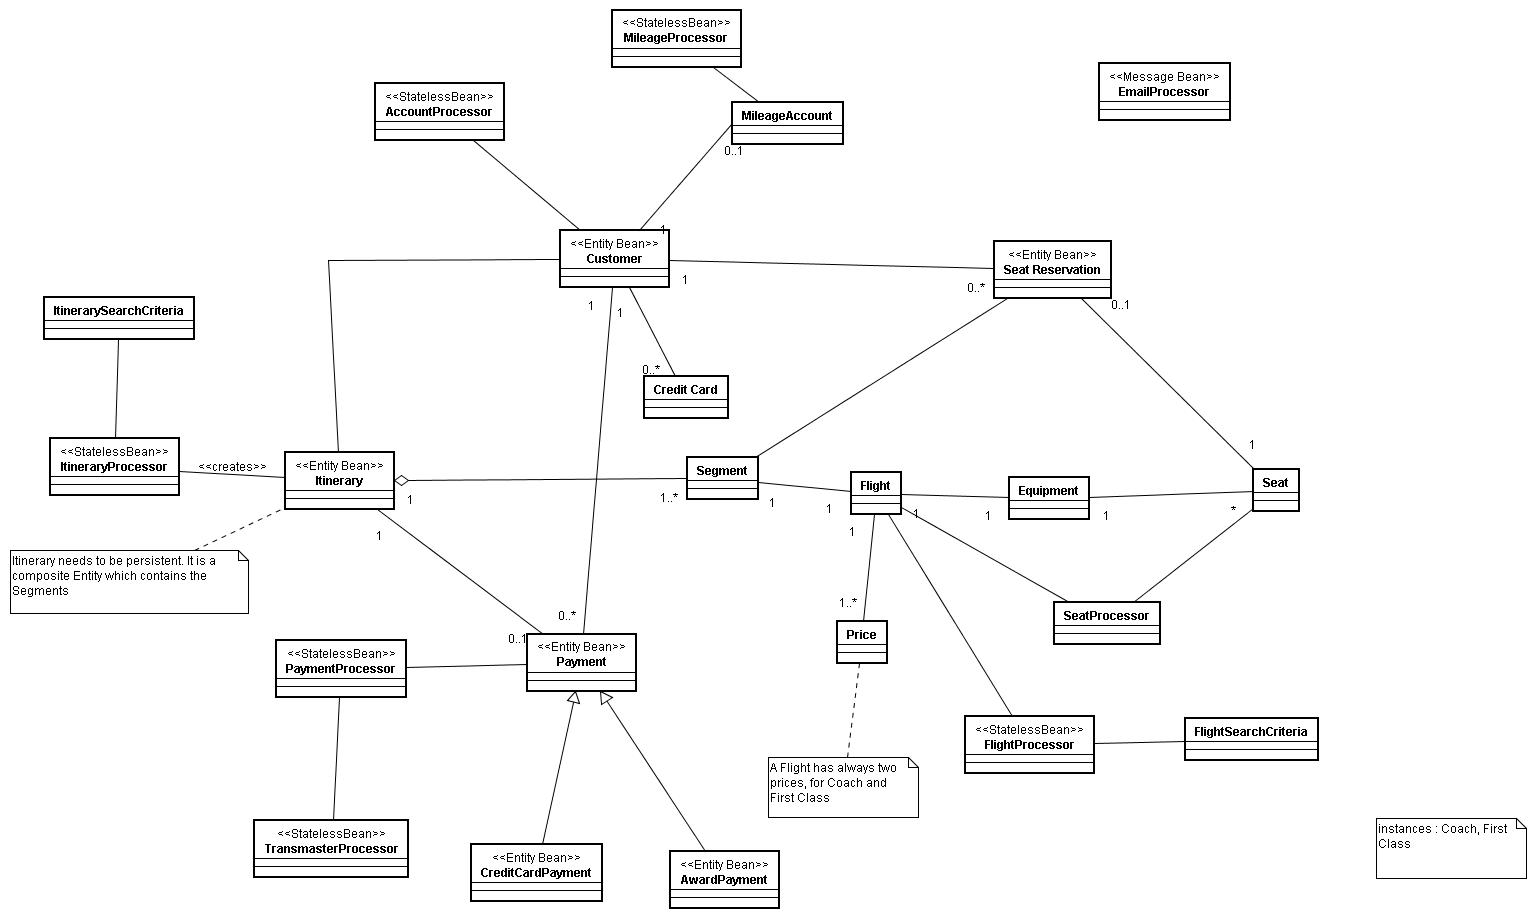 <<StatelessBean>>
MileageProcessor
<<Message Bean>>
EmailProcessor
<<StatelessBean>>
AccountProcessor
MileageAccount
0..1
1
<<Entity Bean>>
Customer
<<Entity Bean>>
Seat Reservation
1
0..*
0..1
1
1
ItinerarySearchCriteria
0..*
Credit Card
<<StatelessBean>>
ItineraryProcessor
<<creates>>
<<Entity Bean>>
Itinerary
1
1
Segment
1..*
1
Flight
1
1
1
Equipment
1
1
1
Seat
*
Itinerary needs to be persistent. It is a
composite Entity which contains the
Segments
0..*
0..1
<<Entity Bean>>
Payment
1..*
Price
SeatProcessor
<<StatelessBean>>
PaymentProcessor
<<StatelessBean>>
FlightProcessor
FlightSearchCriteria
A Flight has always two
prices, for Coach and
First Class
<<StatelessBean>>
TransmasterProcessor
<<Entity Bean>>
CreditCardPayment
<<Entity Bean>>
AwardPayment
instances : Coach, First
Class